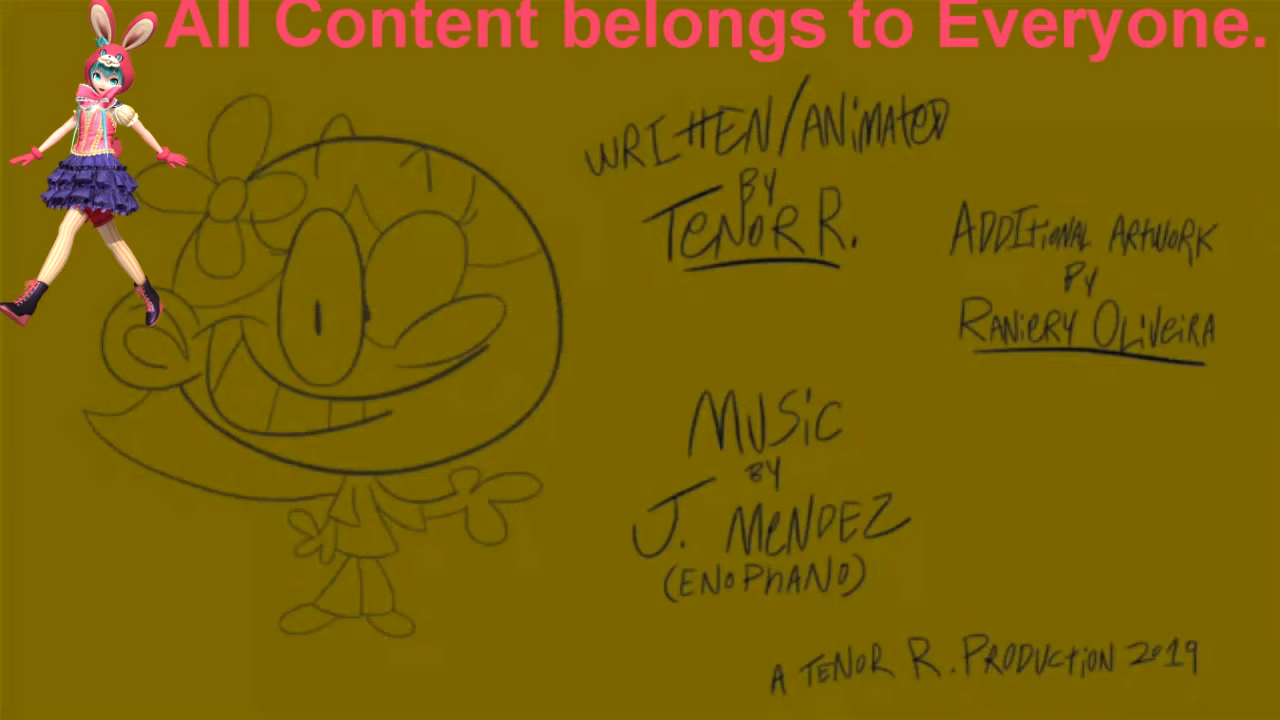 All Content belongs to Everyone.
WRITTEN/ANiMAteD
BY
TeNoR R.
ADDITioNAL ARTWoRK
BY
RANieRY OLiVeiRA
MUSiC
BY
J. MeNDEZ
(ENoPhANO)
A TENoR R. PRoDUCtioN 2019